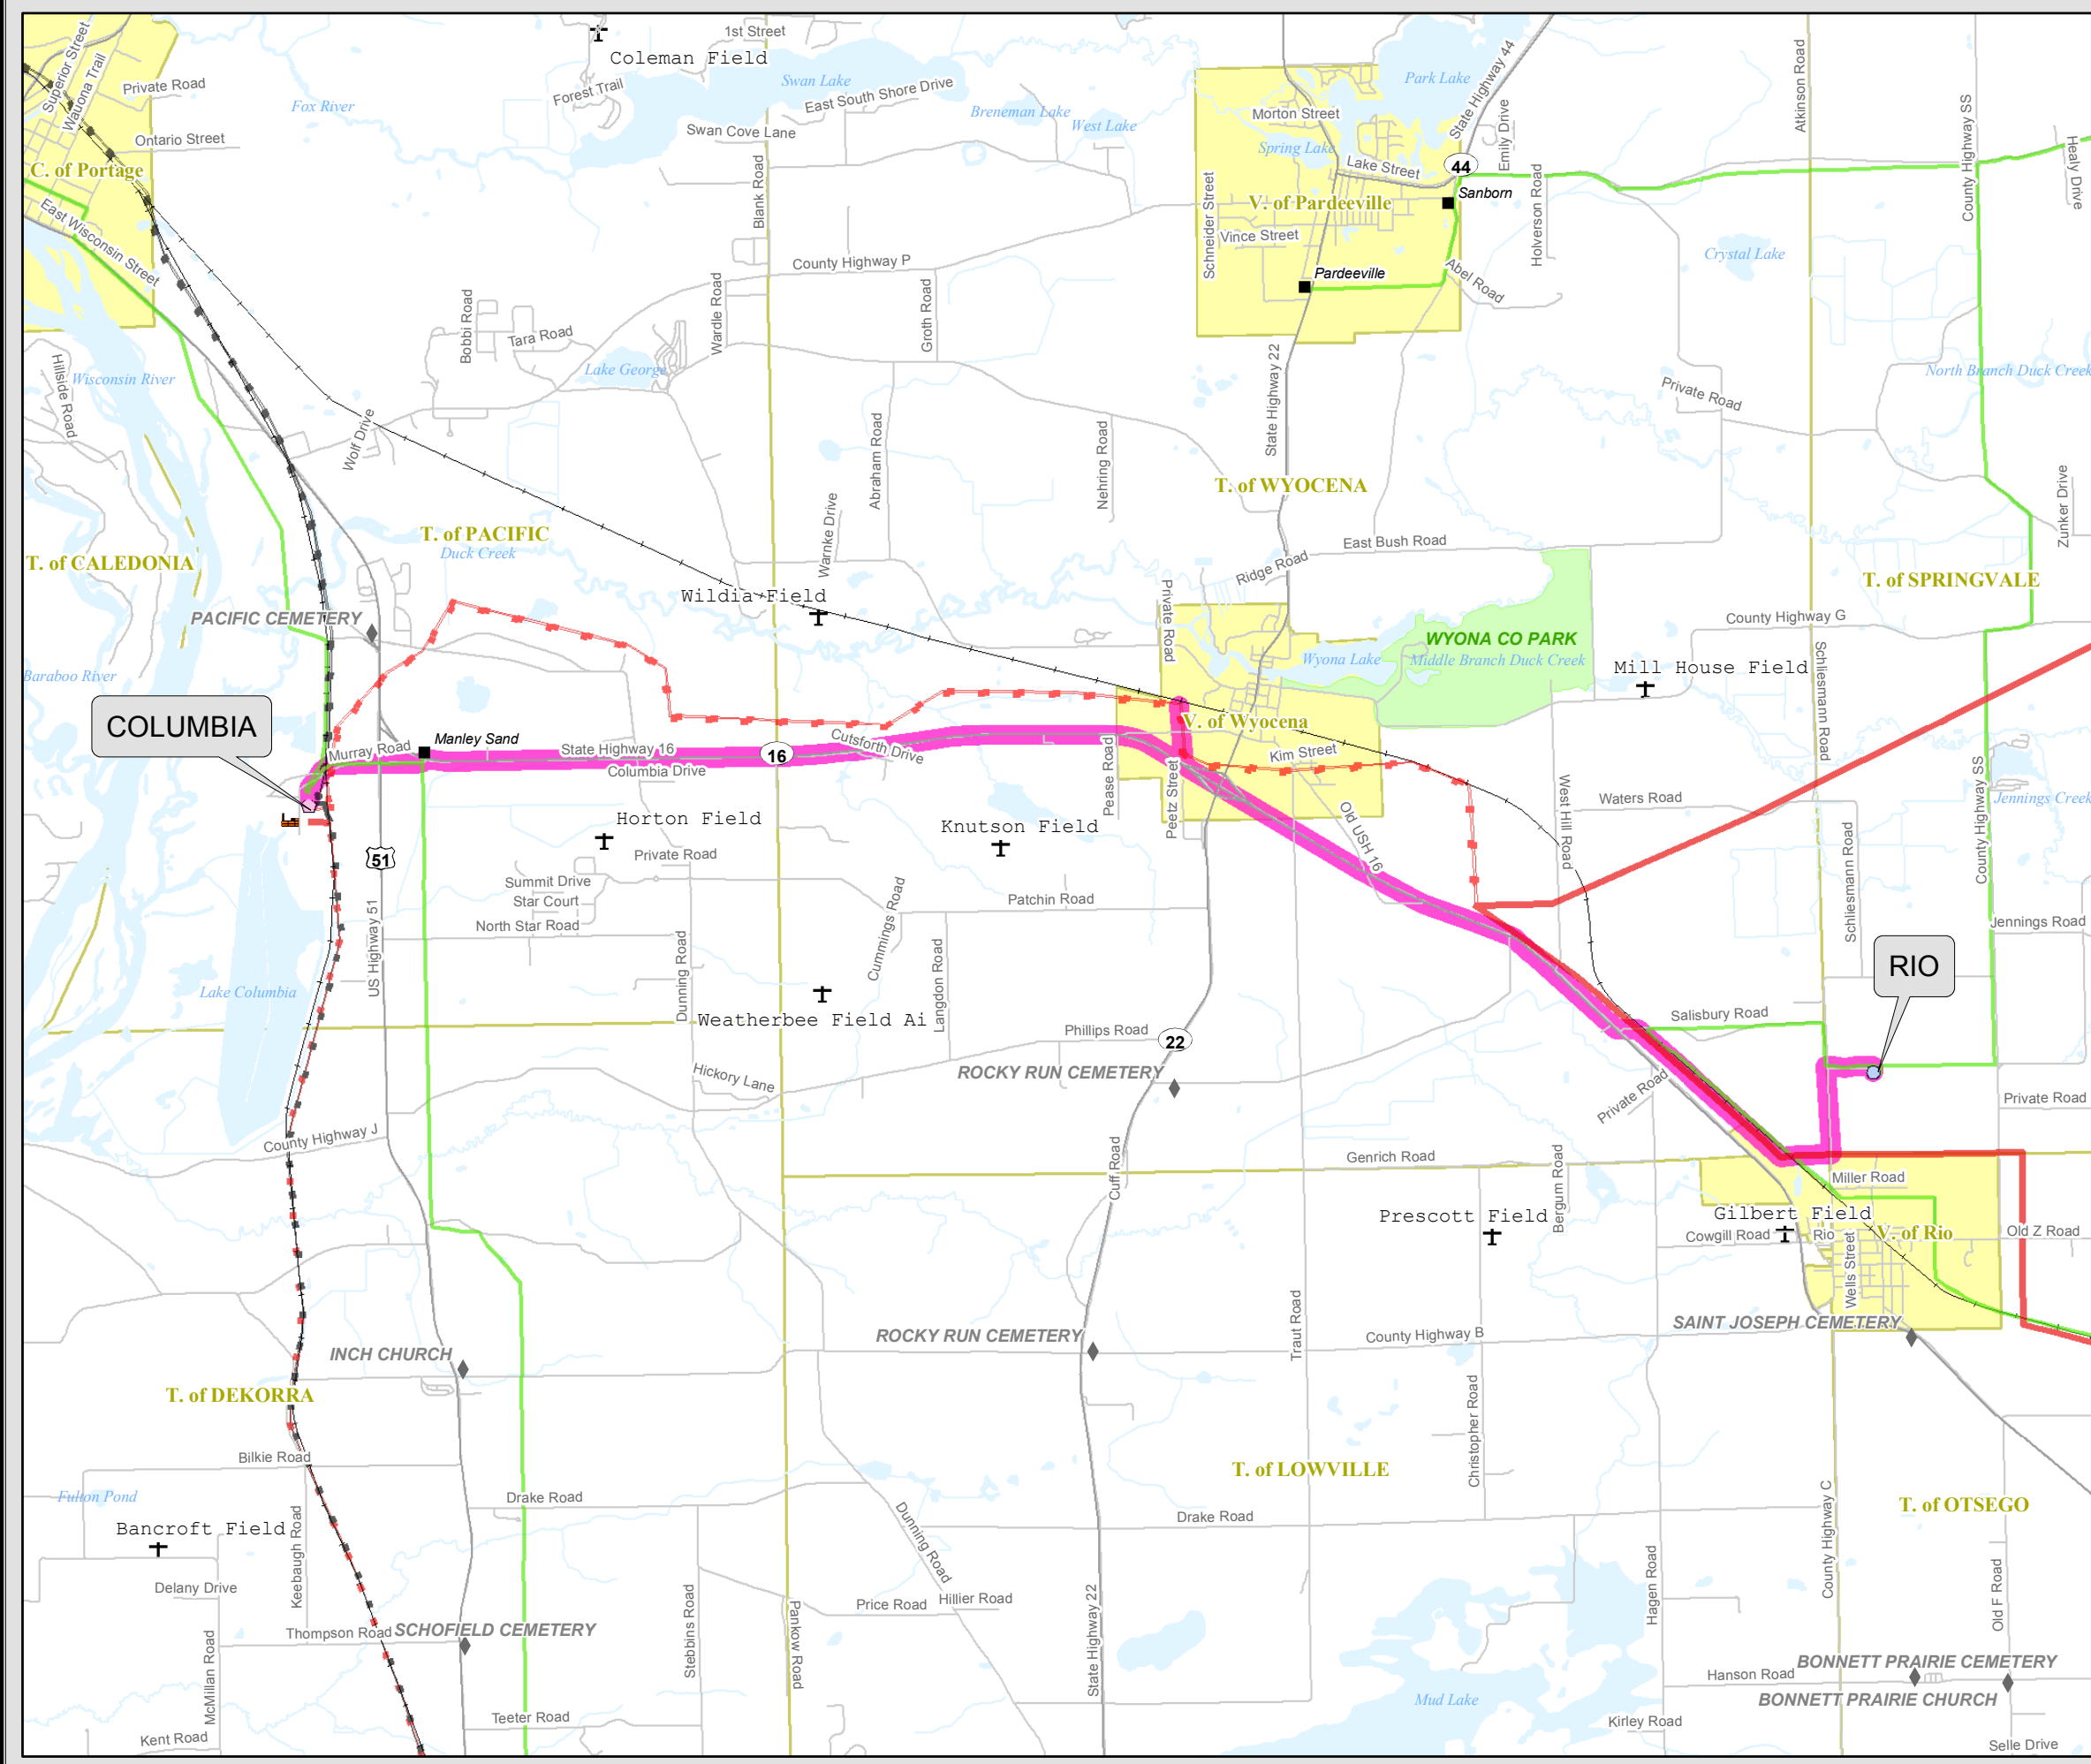 1st Street
Coleman Field
Superior Street
Wauona Trail
Private Road
Fox River
Forest Trail
Swan Lake
East South Shore Drive
Breneman Lake
West Lake
Park Lake
State Highway 44
Morton Street
Emily Drive
Atkinson Road
County Highway SS
Healy Drive
Ontario Street
Swan Cove Lane
Spring Lake
Lake Street
44
C. of Portage
Blank Road
Schneider Street
V. of Pardeeville
Sanborn
Holverson Road
East Wisconsin Street
Vince Street
Crystal Lake
County Highway P
Pardeeville
Abel Road
Bobbi Road
Tara Road
Wardle Road
Groth Road
Hillside Road
Wisconsin River
Lake George
State Highway 22
North Branch Duck Creek
Private Road
Wolf Drive
Abraham Road
Nehring Road
T. of WYOCENA
Zunker Drive
T. of PACIFIC
Duck Creek
Warnke Drive
East Bush Road
T. of CALEDONIA
Ridge Road
T. of SPRINGVALE
Wildia Field
Private Road
PACIFIC CEMETERY
County Highway G
WYONA CO PARK
Wyona Lake
Middle Branch Duck Creek
Mill House Field
Schliesmann Road
Baraboo River
COLUMBIA
V. of Wyocena
Manley Sand
Murray Road
State Highway 16
16
Cutsforth Drive
Kim Street
Columbia Drive
Pease Road
Peetz Street
Old USH 16
West Hill Road
Waters Road
County Highway SS
Jennings Creek
Horton Field
Knutson Field
51
Private Road
Summit Drive
Star Court
North Star Road
Patchin Road
Cummings Road
Schliesmann Road
Jennings Road
US Highway 51
Dunning Road
Langdon Road
RIO
Lake Columbia
Weatherbee Field Ai
Phillips Road
22
Salisbury Road
Hickory Lane
ROCKY RUN CEMETERY
Private Road
Private Road
County Highway J
Genrich Road
Cuff Road
Bergum Road
Miller Road
Prescott Field
Gilbert Field
Cowgill Road
Rio
V. of Rio
Old Z Road
Wells Street
Traut Road
INCH CHURCH
ROCKY RUN CEMETERY
County Highway B
SAINT JOSEPH CEMETERY
T. of DEKORRA
Christopher Road
Bilkie Road
T. of LOWVILLE
Fulton Pond
Drake Road
Drake Road
County Highway C
T. of OTSEGO
Bancroft Field
Keebaugh Road
Dunning Road
Delany Drive
Stebbins Road
Pankow Road
Price Road
Hillier Road
State Highway 22
Hagen Road
Old F Road
Thompson Road
SCHOFIELD CEMETERY
McMillan Road
Hanson Road
BONNETT PRAIRIE CEMETERY
BONNETT PRAIRIE CHURCH
Mud Lake
Teeter Road
Kirley Road
Kent Road
Selle Drive